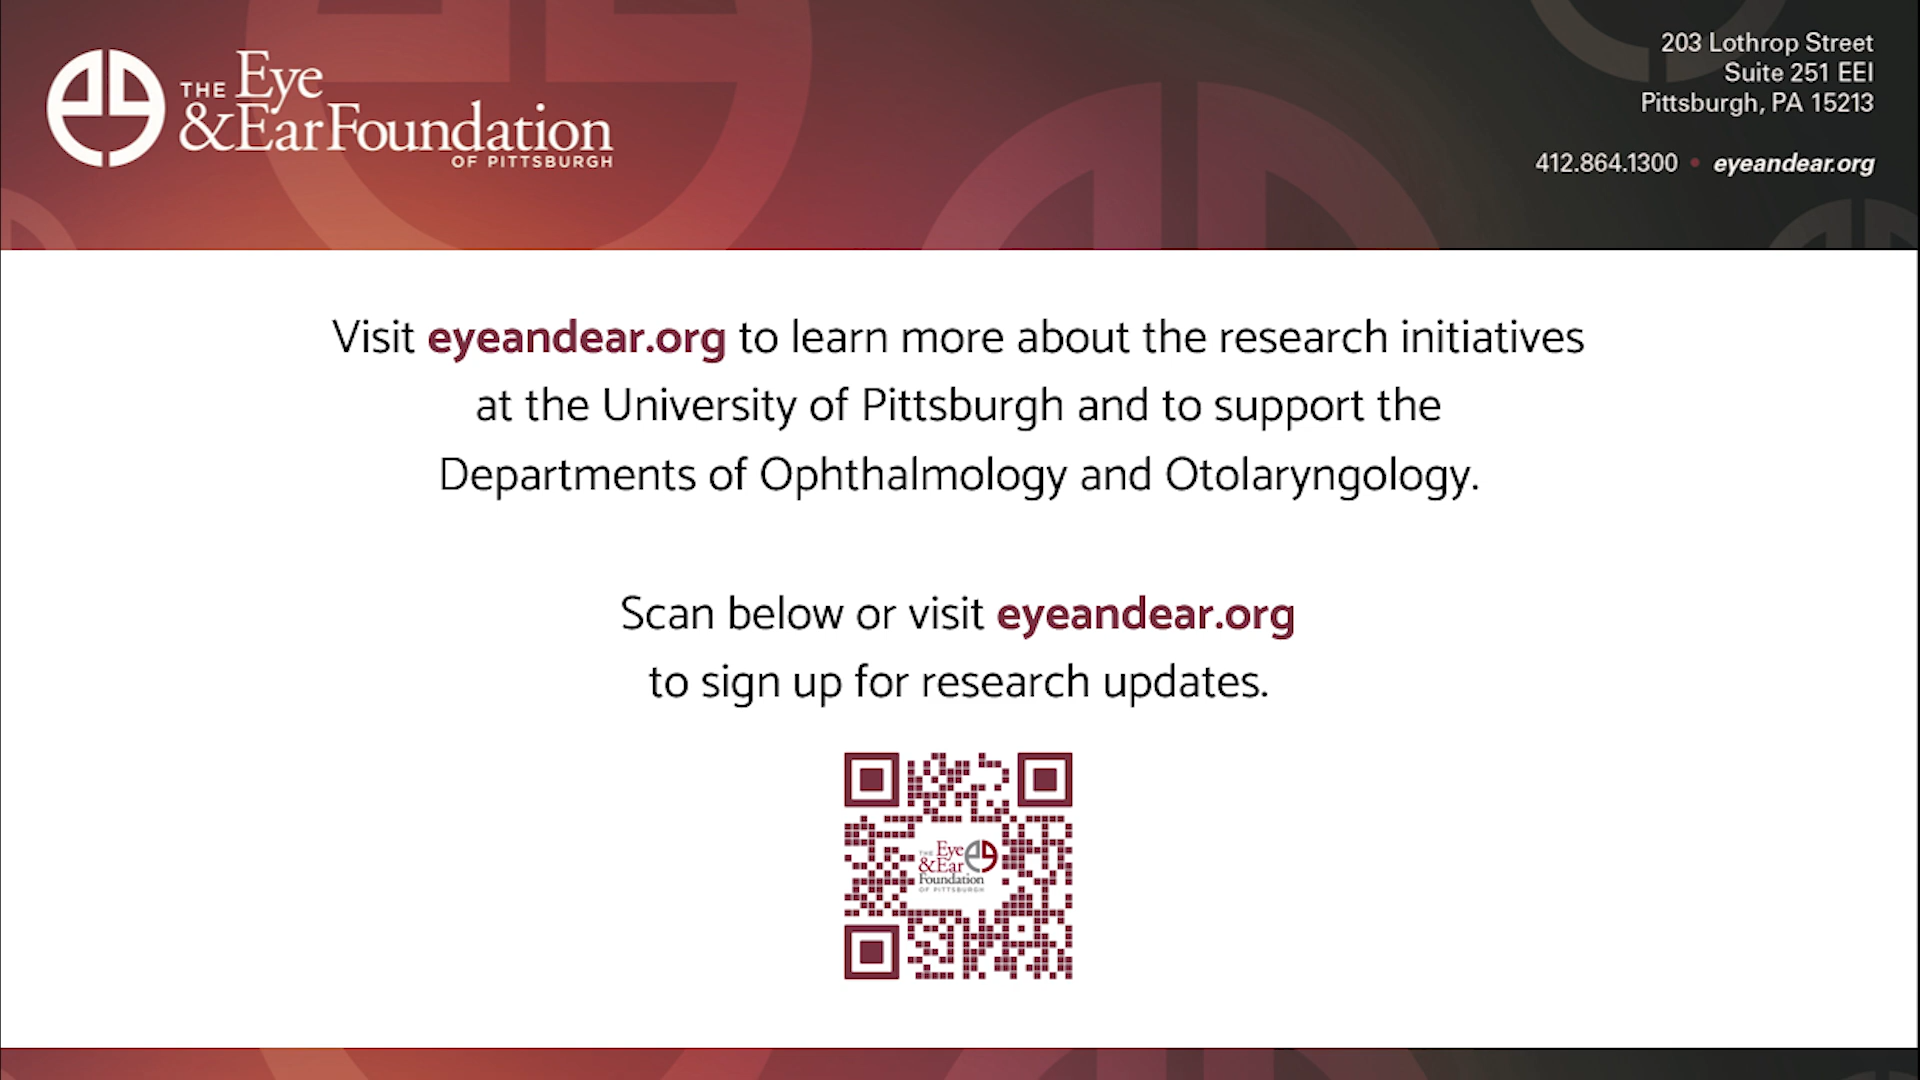 THE Eye
&Ear Foundation
OF PITTSBURGH
203 Lothrop Street
Suite 251 EEI
Pittsburgh, PA 15213
412.864.1300 • eyeandear.org
Visit eyeandear.org to learn more about the research initiatives
at the University of Pittsburgh and to support the
Departments of Ophthalmology and Otolaryngology.
Scan below or visit eyeandear.org
to sign up for research updates.
THE Eye
&Ear
Foundation
OF PITTSBURGH